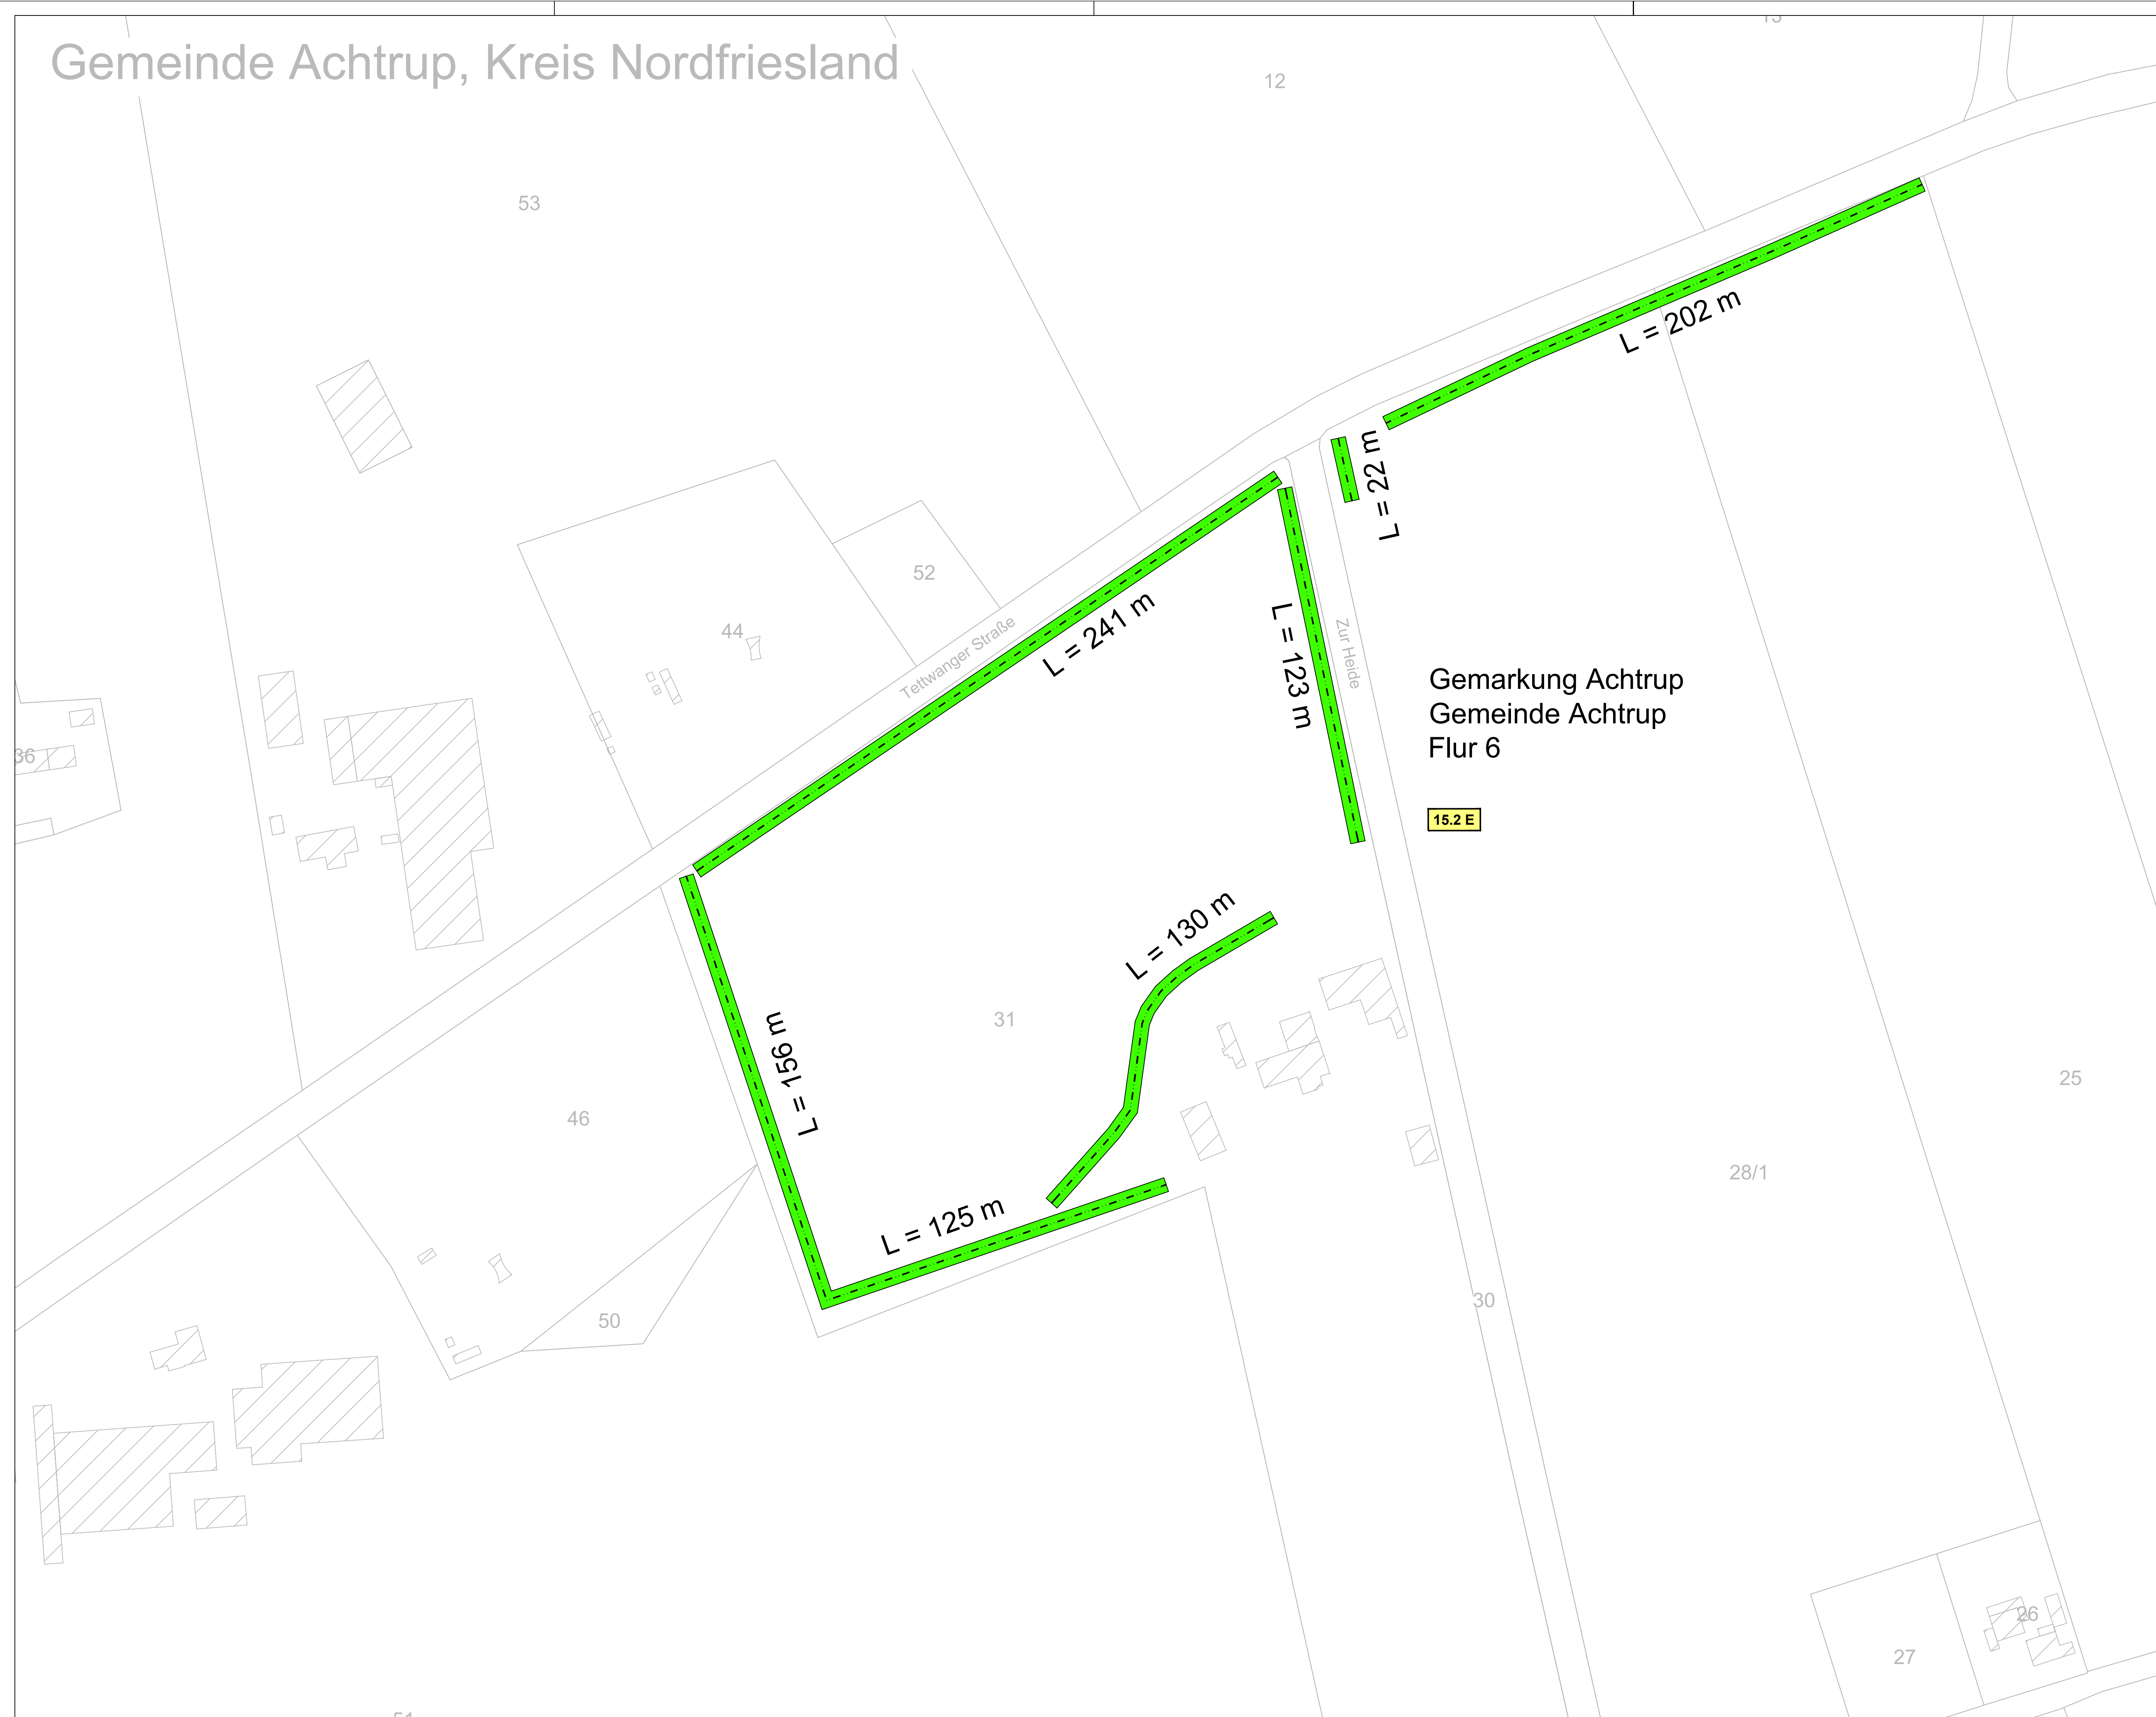 Gemeinde Achtrup, Kreis Nordfriesland
12
53
L = 202 m
L = 22 m
52
44
Tettwanger Straße
L = 241 m
L = 123 m
Zur Heide
Gemarkung Achtrup
Gemeinde Achtrup
Flur 6
36
15.2 E
L = 130 m
31
L = 156 m
25
46
28/1
L = 125 m
30
50
26
27